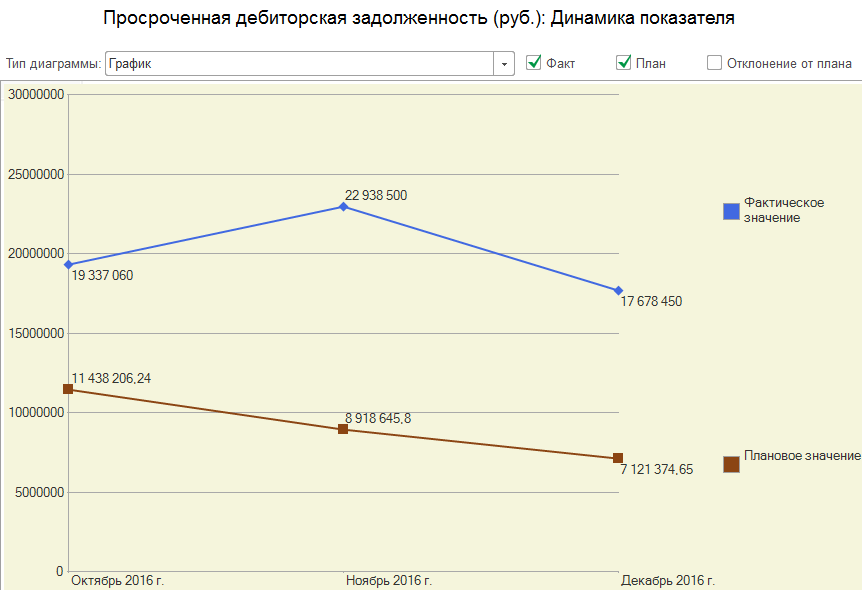 Просроченная дебиторская задолженность (руб.): Динамика показателя
Тип диаграммы: График Факт План Отклонение от плана
30000000
25000000
22 938 500
Фактическое
значение
20000000
19 337 060
17 678 450
15000000
11 438 206,24
10000000
8 918 645,8
Плановое значение
7 121 374,65
5000000
0
Октябрь 2016 г. Ноябрь 2016 г. Декабрь 2016 г.